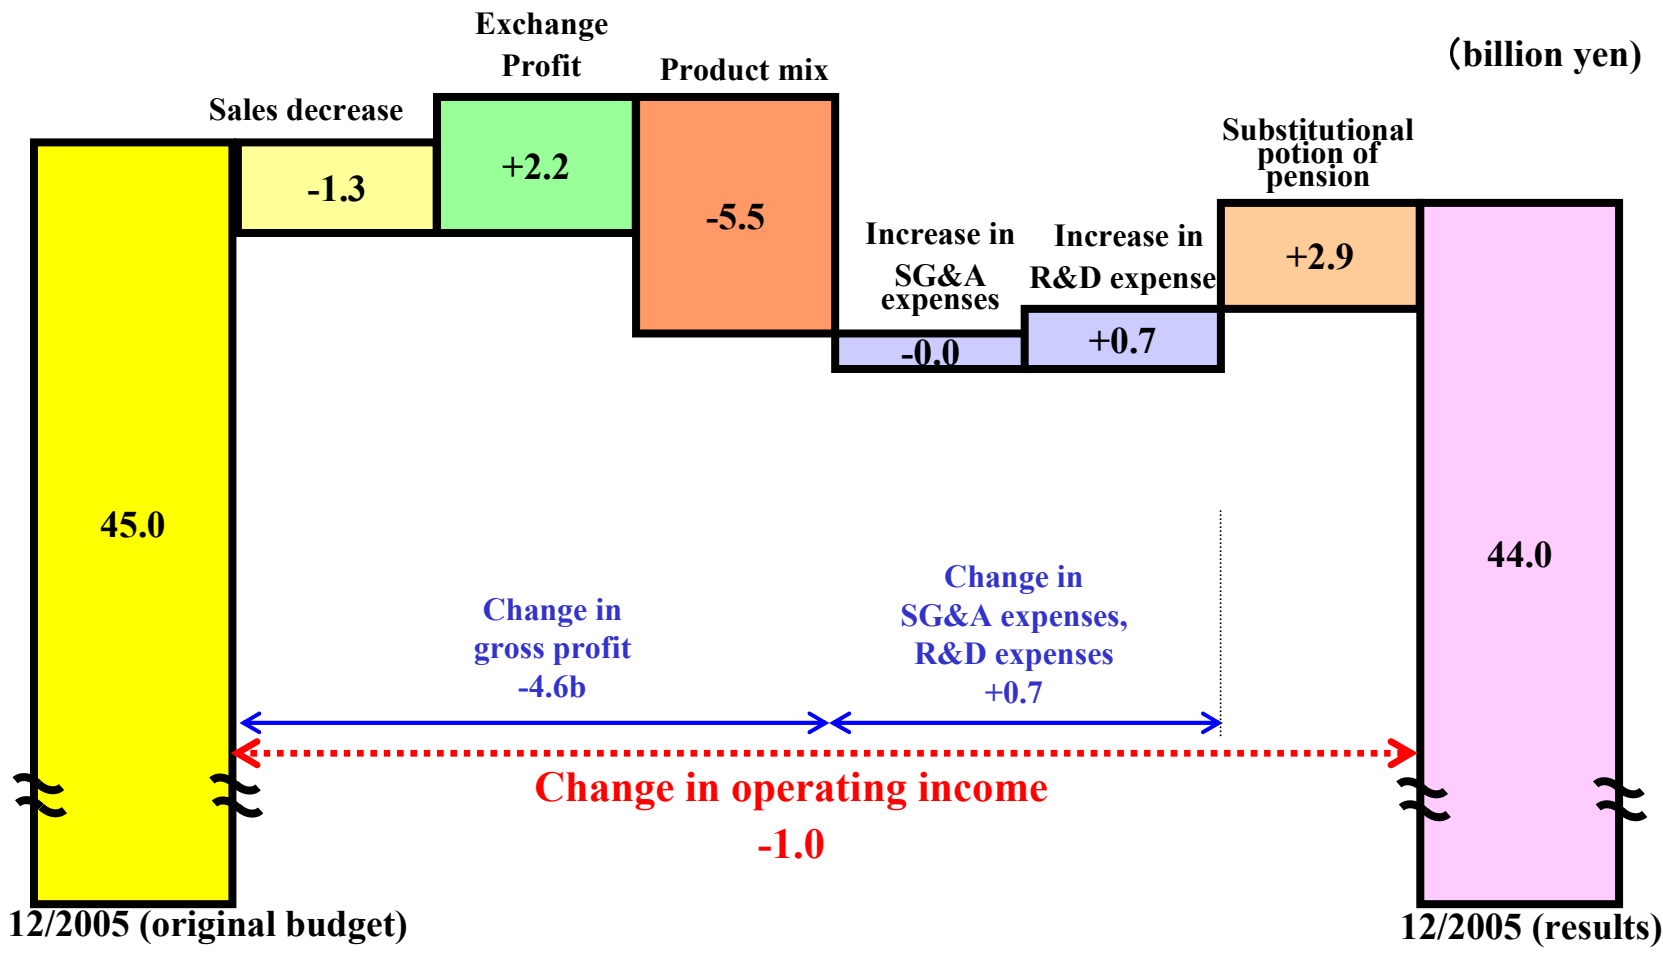 Exchange
Profit
Product mix
（billion yen)
Sales decrease
Substitutional
potion of
pension
-1.3
+2.2
-5.5
Increase in
SG&A
expenses
Increase in
R&D expense
+2.9
-0.0
+0.7
45.0
44.0
Change in
gross profit
-4.6b
Change in
SG&A expenses,
R&D expenses
+0.7
Change in operating income
-1.0
12/2005 (original budget)
12/2005 (results)